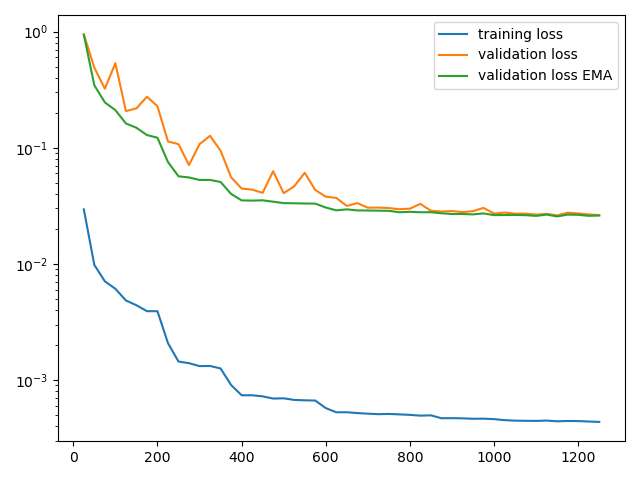 training loss
validation loss
validation loss EMA
10⁰
10⁻¹
10⁻²
10⁻³
0 200 400 600 800 1000 1200